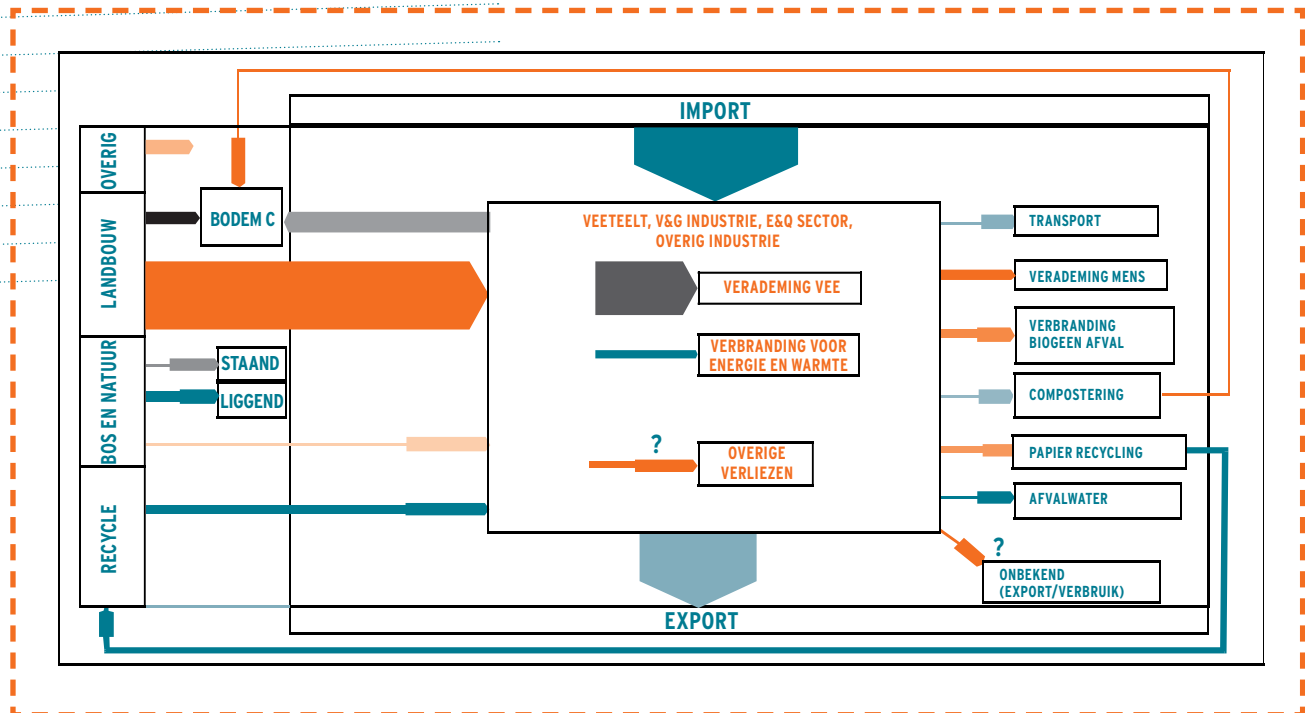 IMPORT
OVERIG
LANDBOUW
BOS EN NATUUR
RECYCLE
BODEM C
STAAND
LIGGEND
VEETEELT, V&G INDUSTRIE, E&Q SECTOR,
OVERIG INDUSTRIE
VERADEMING VEE
VERBRANDING VOOR
ENERGIE EN WARMTE
?
OVERIGE
VERLIEZEN
TRANSPORT
VERADEMING MENS
VERBRANDING
BIOGEEN AFVAL
COMPOSTERING
PAPIER RECYCLING
AFVALWATER
?
ONBEKEND
(EXPORT/VERBRUIK)
EXPORT